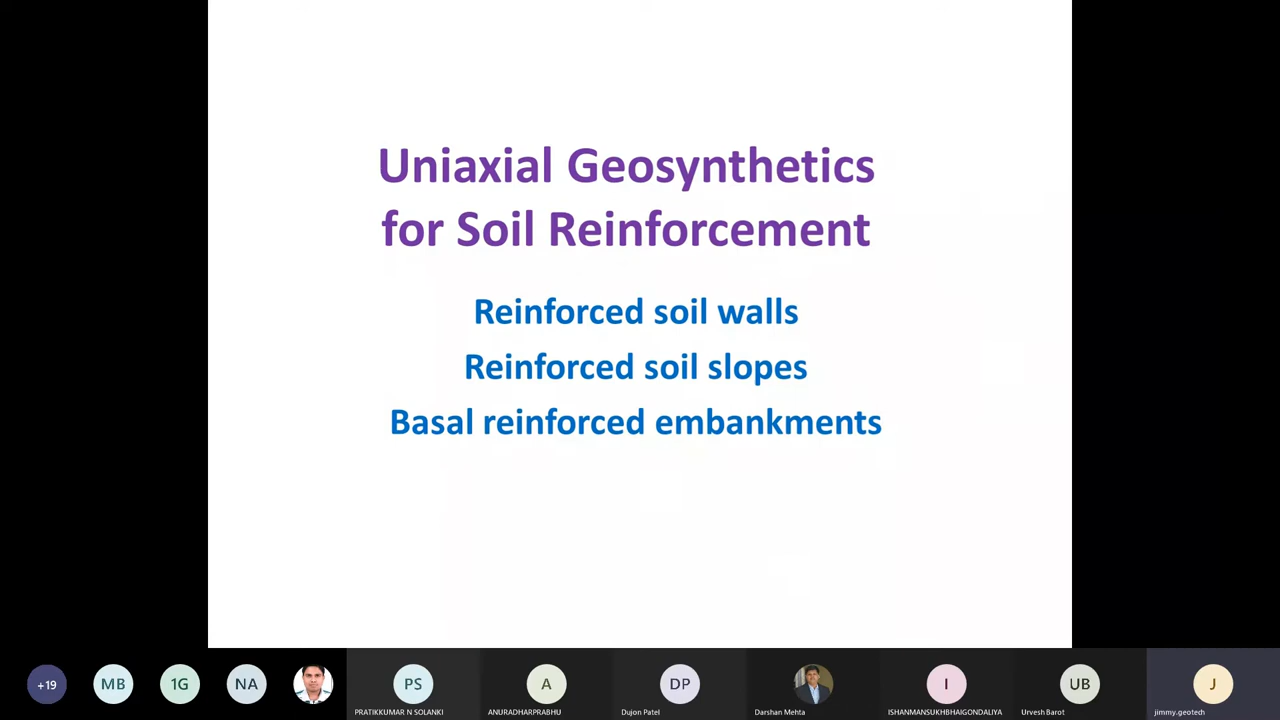 Uniaxial Geosynthetics
for Soil Reinforcement
Reinforced soil walls
Reinforced soil slopes
Basal reinforced embankments
+19
MB
1G
NA
PS
A
DP
I
UB
J
PRATIKKUMAR N SOLANKI
ANURADHARPRABHU
Dujon Patel
Darshan Mehta
ISHANMANSUKHBHAIGONDALIYA
Urvesh Barot
jimmy.geotech